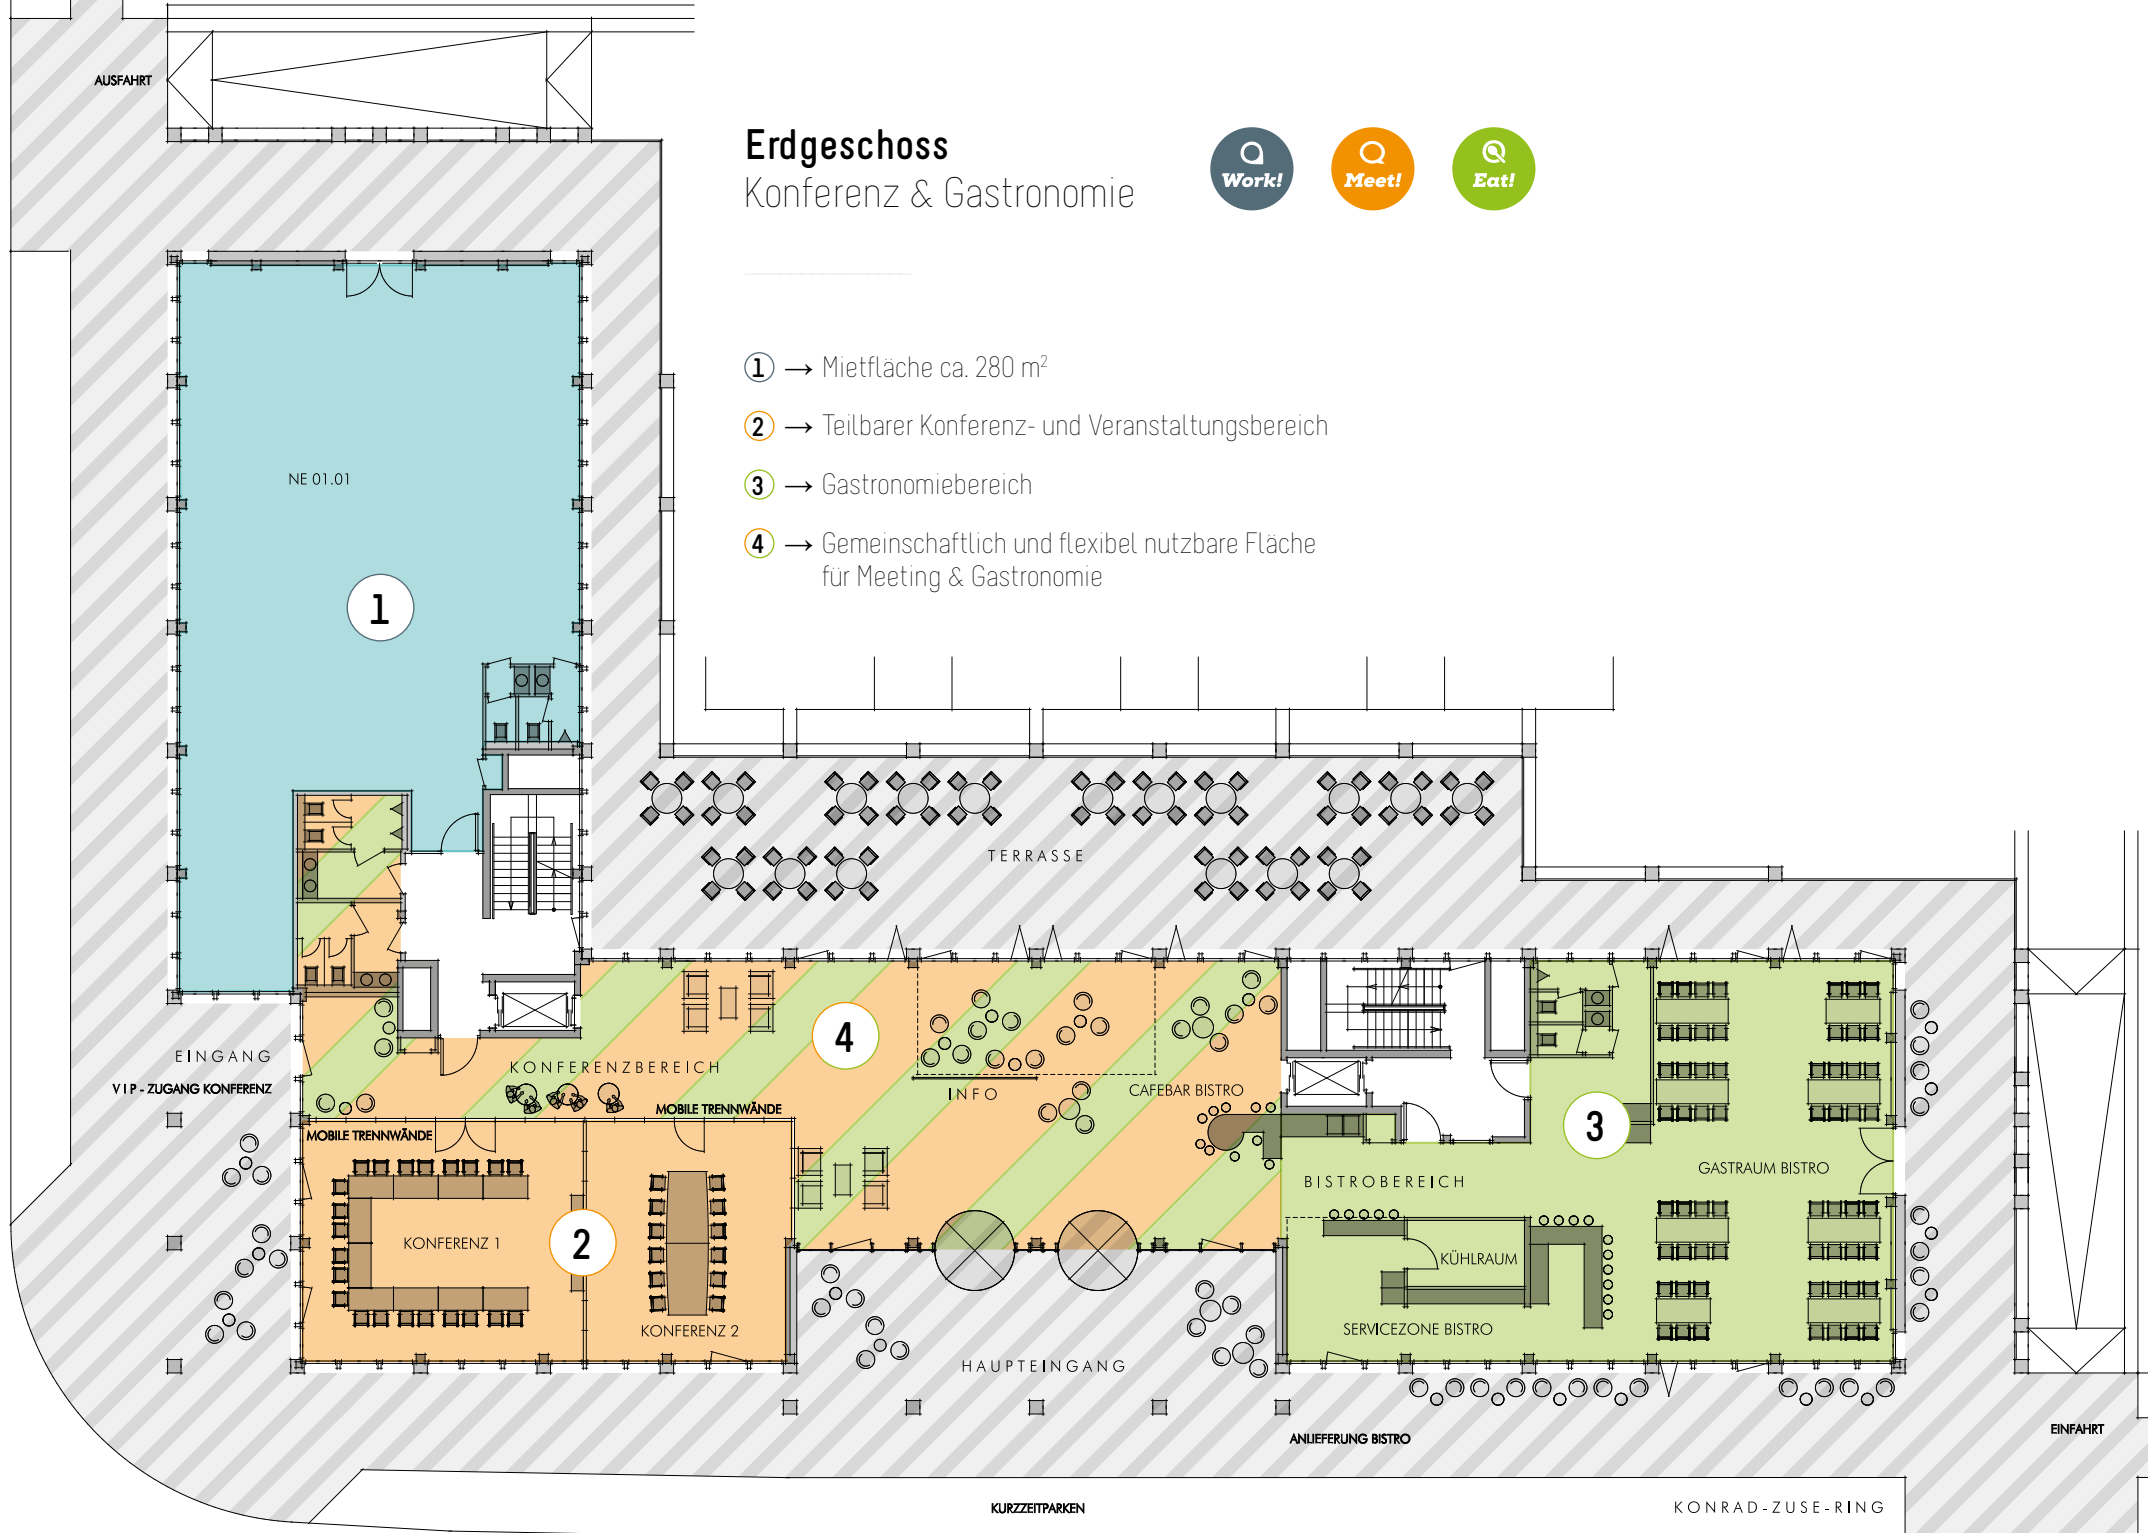 AUSFAHRT
Erdgeschoss
Konferenz & Gastronomie
Work!
Meet!
Eat!
1 → Mietfläche ca. 280 m²
2 → Teilbarer Konferenz- und Veranstaltungsbereich
3 → Gastronomiebereich
4 → Gemeinschaftlich und flexibel nutzbare Fläche
für Meeting & Gastronomie
NE 01.01
1
TERRASSE
4
EINGANG
VIP - ZUGANG KONFERENZ
KONFERENZBEREICH
MOBILE TRENNWÄNDE
INFO
CAFEBAR BISTRO
3
MOBILE TRENNWÄNDE
GASTRAUM BISTRO
BISTROBEREICH
KONFERENZ 1
2
KÜHLRAUM
KONFERENZ 2
SERVICEZONE BISTRO
HAUPTEINGANG
ANLIEFERUNG BISTRO
EINFAHRT
KURZZEITPARKEN
KONRAD-ZUSE-RING